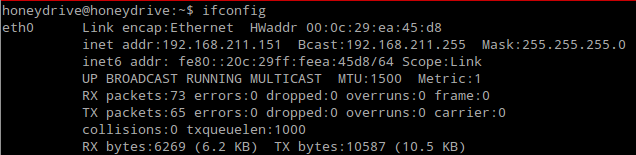 honeydrive@honeydrive:~$ ifconfig
eth0      Link encap:Ethernet  HWaddr 00:0c:29:ea:45:d8
          inet addr:192.168.211.151  Bcast:192.168.211.255  Mask:255.255.255.0
          inet6 addr: fe80::20c:29ff:feea:45d8/64 Scope:Link
          UP BROADCAST RUNNING MULTICAST  MTU:1500  Metric:1
          RX packets:73 errors:0 dropped:0 overruns:0 frame:0
          TX packets:65 errors:0 dropped:0 overruns:0 carrier:0
          collisions:0 txqueuelen:1000
          RX bytes:6269 (6.2 KB)  TX bytes:10587 (10.5 KB)